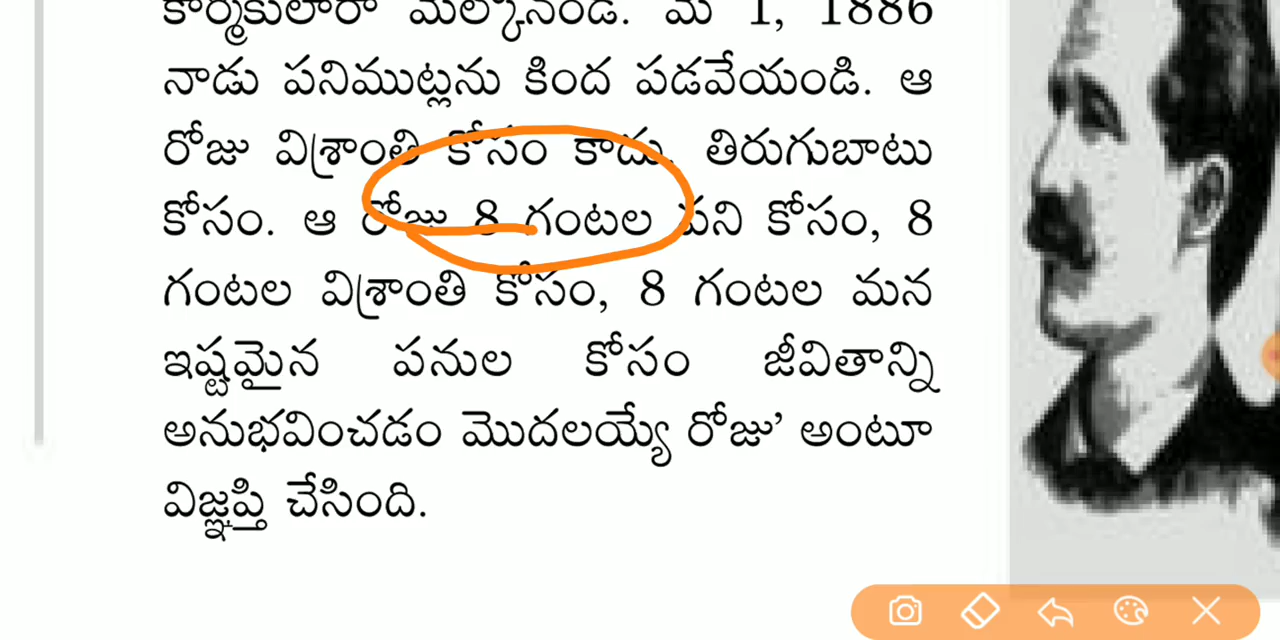 కార్మికులారా మేల్కొనండి. మే 1, 1886
నాడు పనిముట్లను కింద పడవేయండి. ఆ
రోజు విశ్రాంతి కోసం కాదు. తిరుగుబాటు
కోసం. ఆ రోజు 8 గంటల పని కోసం, 8
గంటల విశ్రాంతి కోసం, 8 గంటల మన
ఇష్టమైన పనుల కోసం జీవితాన్ని
అనుభవించడం మొదలయ్యే రోజు’ అంటూ
విజ్ఞప్తి చేసింది.